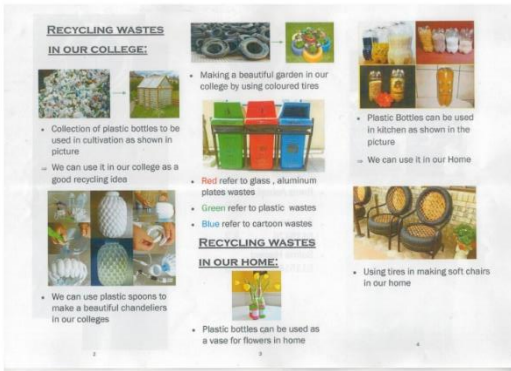 RECYCLING WASTES
IN OUR COLLEGE:
• Collection of plastic bottles to be
used in cultivation as shown in
picture
⇨ We can use it in our college as a
good recycling idea
• We can use plastic spoons to
make a beautiful chandeliers
in our colleges
2
• Making a beautiful garden in our
college by using coloured tires
• Red refer to glass , aluminum
plates wastes
• Green refer to plastic wastes
• Blue refer to cartoon wastes
RECYCLING WASTES
IN OUR HOME:
• Plastic bottles can be used as
a vase for flowers in home
3
• Plastic Bottles can be used
in kitchen as shown in the
picture
⇨ We can use it in our Home
• Using tires in making soft chairs
in our home
4